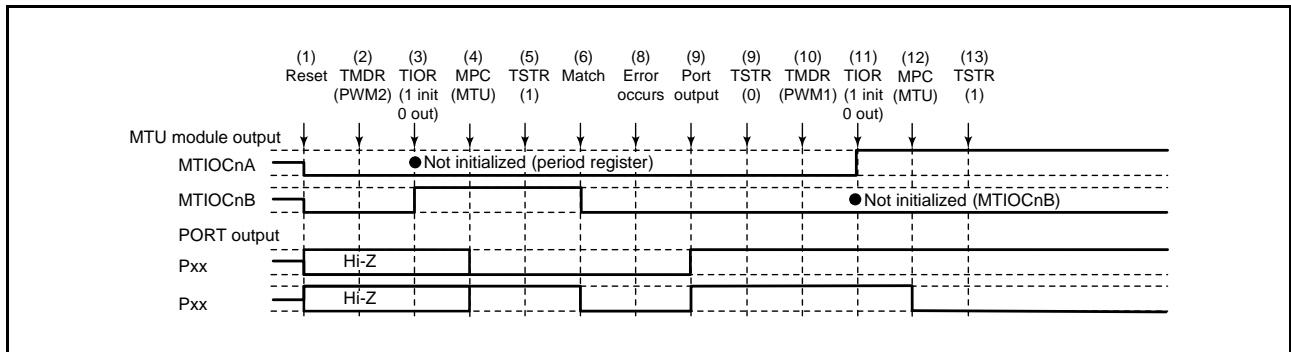 (1) (2) (3) (4) (5) (6) (8) (9) (9) (10) (11) (12) (13)
Reset TMDR TIOR MPC TSTR Match Error Port TSTR TMDR TIOR MPC TSTR
(PWM2) (1 init (MTU) (1) occurs output (0) (PWM1) (1 init (MTU) (1)
0 out) 0 out)
MTU module output
MTIOCnA Not initialized (period register)
MTIOCnB Not initialized (MTIOCnB)
PORT output
Pxx Hi-Z
Pxx Hi-Z